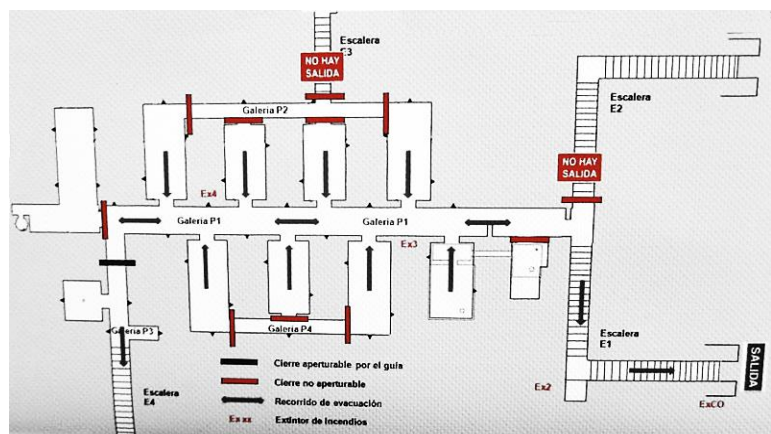 Escalera
E3
NO HAY
SALIDA
Galeria P2
Escalera
E2
NO HAY
SALIDA
Ex4
Galeria P1
Galeria P1
Ex3
Galeria P3
Galeria P4
Escalera
E1
SALIDA
Cierre aperturable por el guía
Cierre no aperturable
Recorrido de evacuación
Ex xx Extintor de incendios
Escalera
E4
Ex2
ExCO